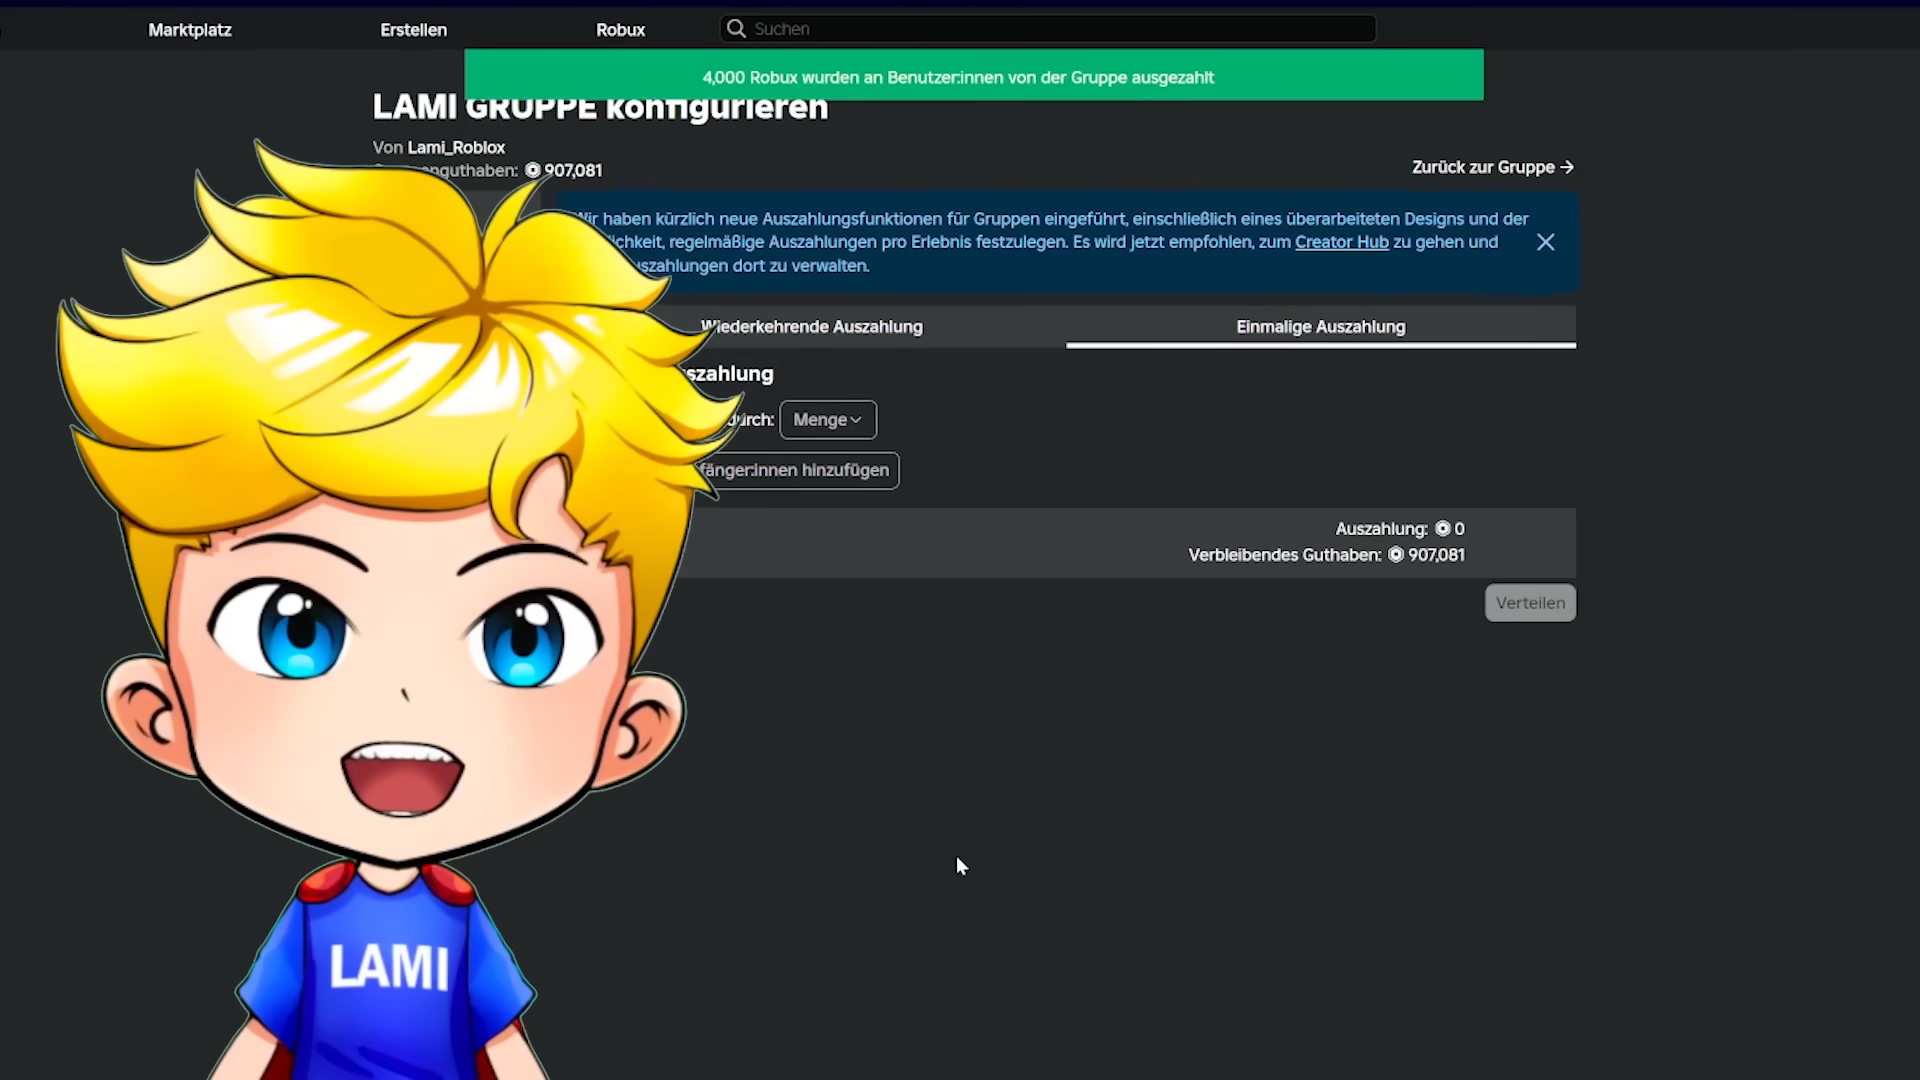 Marktplatz
Erstellen
Robux
Suchen
4,000 Robux wurden an Benutzer:innen von der Gruppe ausgezahlt
LAMI GRUPPE konfigurieren
Von Lami_Roblox
907,081
Zurück zur Gruppe →
Wir haben kürzlich neue Auszahlungsfunktionen für Gruppen eingeführt, einschließlich eines überarbeiteten Designs und der
regelmäßige Auszahlungen pro Erlebnis festzulegen. Es wird jetzt empfohlen, zum Creator Hub zu gehen und
dort zu verwalten.
Wiederkehrende Auszahlung
Einmalige Auszahlung
Menge
hinzufügen
Auszahlung: 0
Verbleibendes Guthaben: 907,081
Verteilen
LAMI